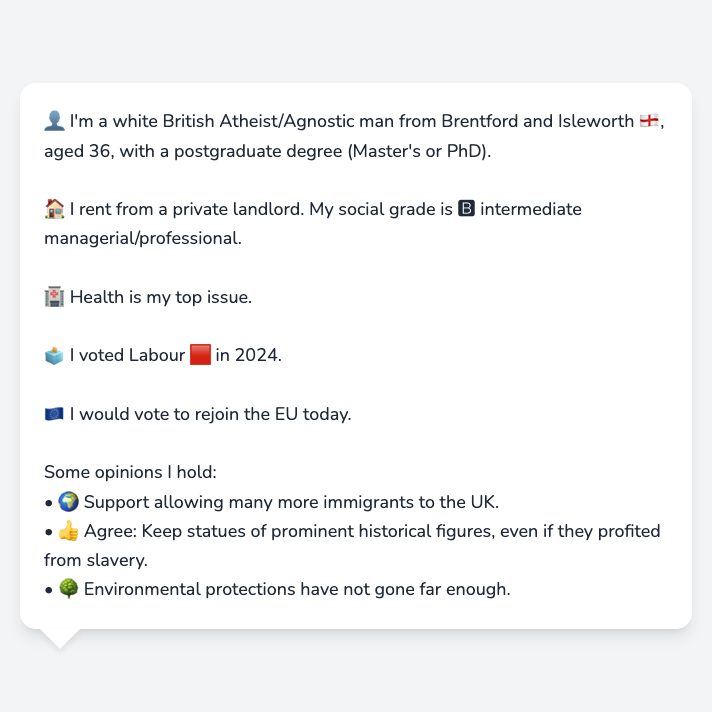 👤 I'm a white British Atheist/Agnostic man from Brentford and Isleworth 🏴󠁧󠁢󠁥󠁮󠁧󠁿,
aged 36, with a postgraduate degree (Master's or PhD).
🏠 I rent from a private landlord. My social grade is 🅱 intermediate
managerial/professional.
🏥 Health is my top issue.
🗳️ I voted Labour 🟥 in 2024.
🇪🇺 I would vote to rejoin the EU today.
Some opinions I hold:
• 🌍 Support allowing many more immigrants to the UK.
• 👍 Agree: Keep statues of prominent historical figures, even if they profited
from slavery.
• 🌳 Environmental protections have not gone far enough.